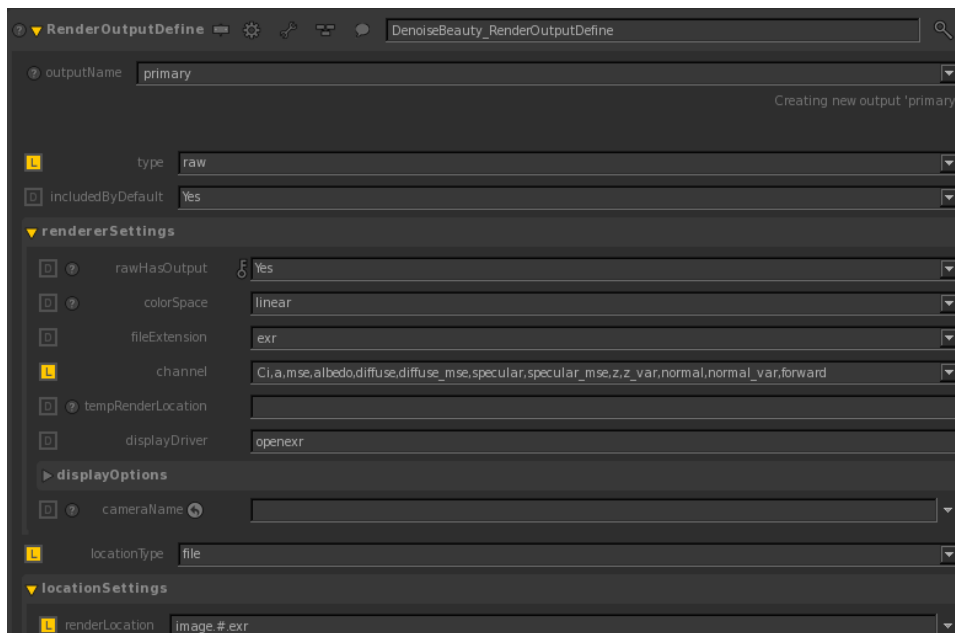 RenderOutputDefine DenoiseBeauty_RenderOutputDefine
outputName primary
Creating new output 'primary
L type raw
D includedByDefault Yes
rendererSettings
D ? rawHasOutput Yes
D ? colorSpace linear
D fileExtension exr
L channel Ci,a,mse,albedo,diffuse,diffuse_mse,specular,specular_mse,z,z_var,normal,normal_var,forward
D ? tempRenderLocation
D displayDriver openexr
displayOptions
D ? cameraName
L locationType file
locationSettings
L renderLocation image.#.exr